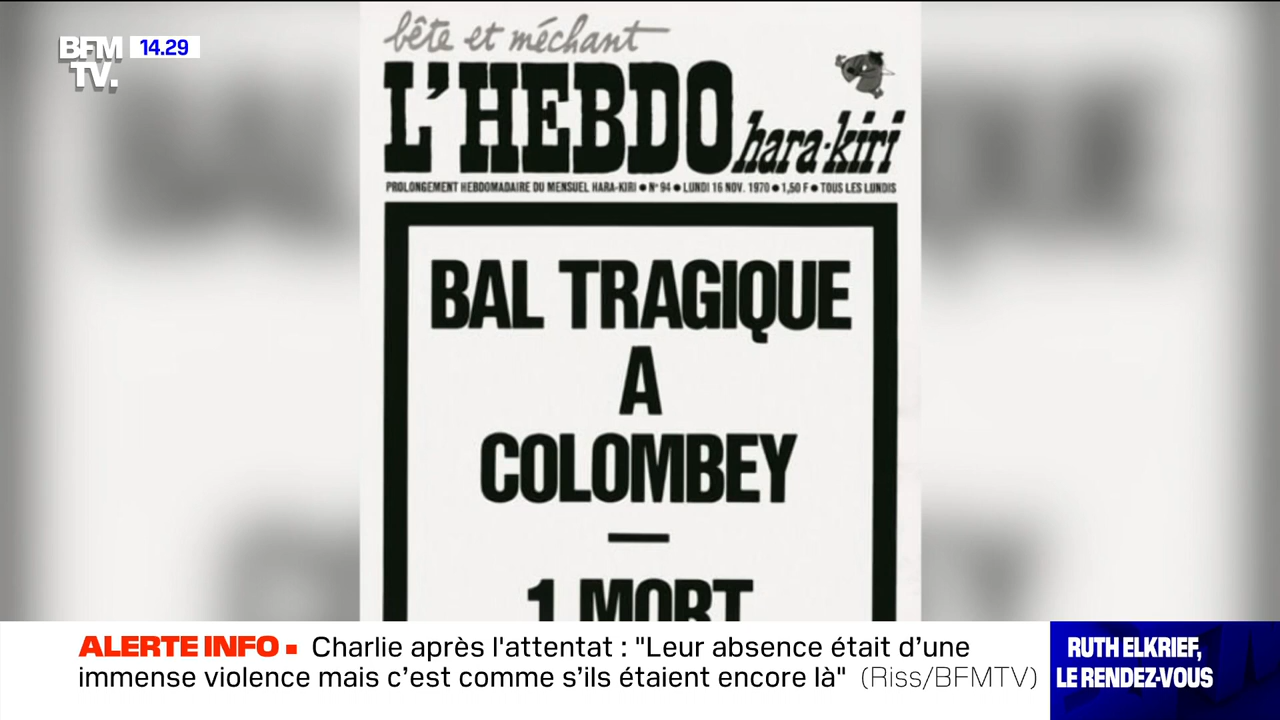 BFM
TV.
14.29
bête et méchant
L'HEBDO hara-kiri
PROLONGEMENT HEBDOMADAIRE DU MENSUEL HARA-KIRI ● N° 94 ● LUNDI 16 NOV. 1970 ● 1,50 F ● TOUS LES LUNDIS
BAL TRAGIQUE
A
COLOMBEY
—
1 MORT
ALERTE INFO ■ Charlie après l'attentat : "Leur absence était d’une
immense violence mais c’est comme s’ils étaient encore là" (Riss/BFMTV)
RUTH ELKRIEF,
LE RENDEZ-VOUS